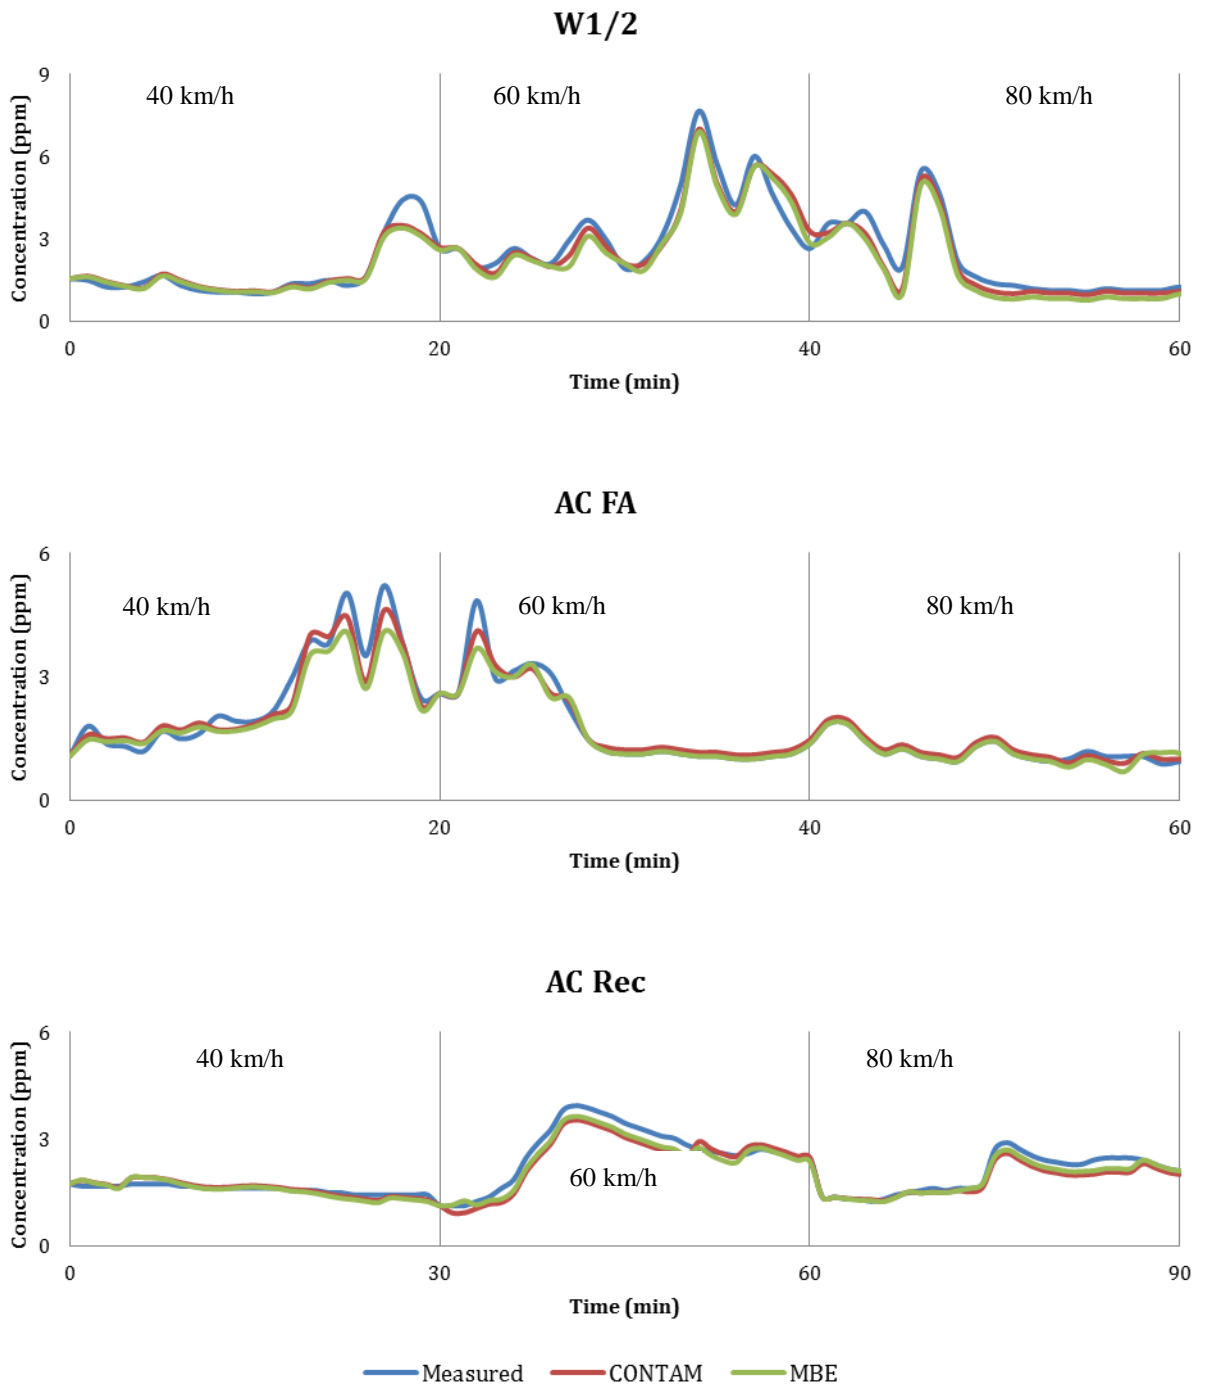 W1/2
9
40 km/h 60 km/h 80 km/h
6
3
0
Concentration (ppm)
0 20 40 60
Time (min)
AC FA
6
40 km/h 60 km/h 80 km/h
3
0
Concentration (ppm)
0 20 40 60
Time (min)
AC Rec
6
40 km/h 80 km/h
3
60 km/h
0
Concentration (ppm)
0 30 60 90
Time (min)
Measured CONTAM MBE